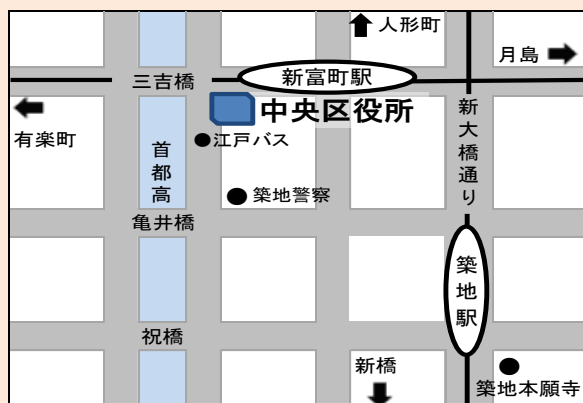 人形町
月島
三吉橋
新富町駅
有楽町
中央区役所
江戸バス
首都高
新大橋通り
築地警察
亀井橋
築地駅
祝橋
新橋
築地本願寺